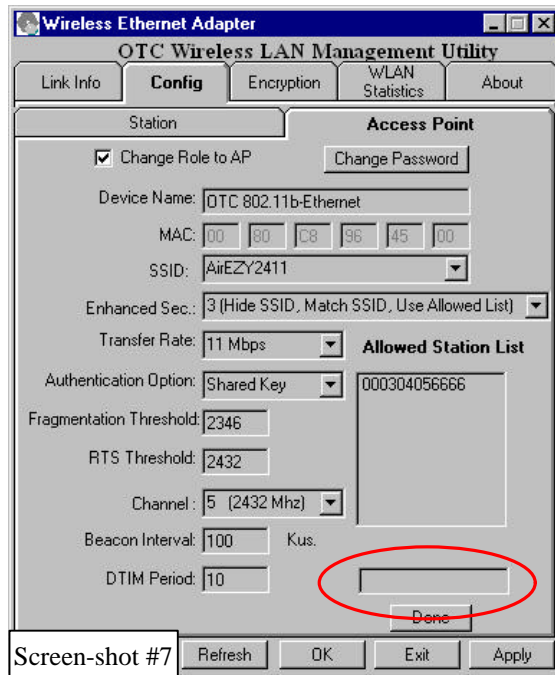 Wireless Ethernet Adapter
OTC Wireless LAN Management Utility
Link Info Config Encryption WLAN Statistics About
Station Access Point
Change Role to AP Change Password
Device Name: OTC 802.11b-Ethernet
MAC: 00 80 C8 96 45 00
SSID: AirEZY2411
Enhanced Sec.: 3 (Hide SSID, Match SSID, Use Allowed List)
Transfer Rate: 11 Mbps Allowed Station List
Authentication Option: Shared Key 000304056666
Fragmentation Threshold: 2346
RTS Threshold: 2432
Channel : 5 (2432 Mhz)
Beacon Interval: 100 Kus.
DTIM Period: 10
Done
Screen-shot #7 Refresh OK Exit Apply